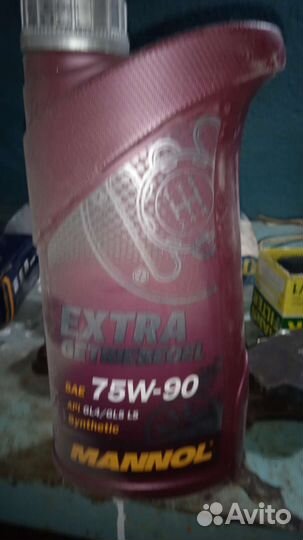 EXTRA
GETRIEBEOEL
SAE 75W-90
API GL4/GL5 LS
Synthetic
MANNOL
Avito